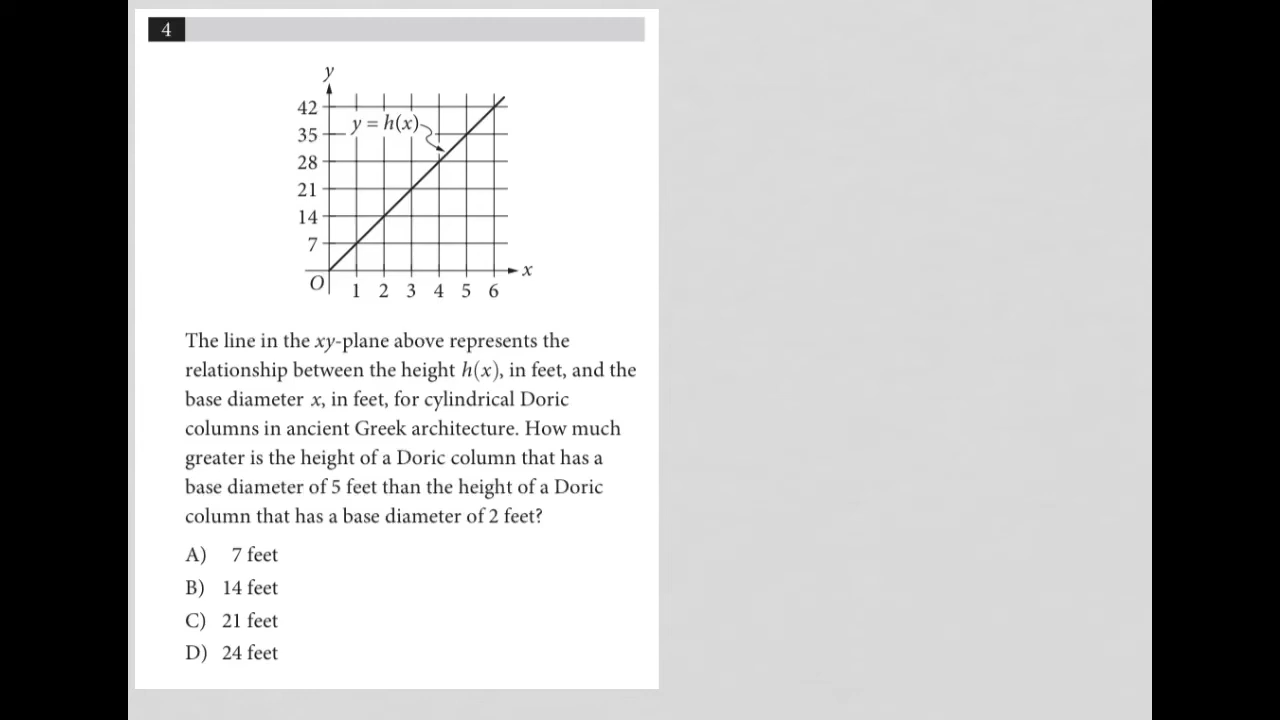 4
y
42
35
28
21
14
7
y = h(x)
O
1 2 3 4 5 6
x
The line in the xy-plane above represents the
relationship between the height h(x), in feet, and the
base diameter x, in feet, for cylindrical Doric
columns in ancient Greek architecture. How much
greater is the height of a Doric column that has a
base diameter of 5 feet than the height of a Doric
column that has a base diameter of 2 feet?
A) 7 feet
B) 14 feet
C) 21 feet
D) 24 feet